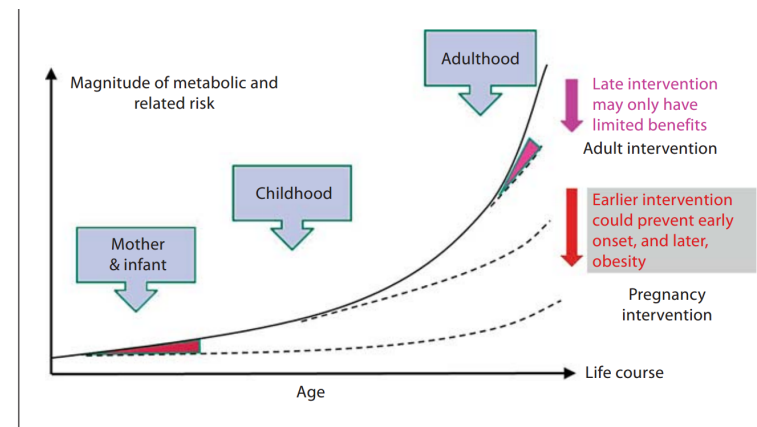 Adulthood
Magnitude of metabolic and
related risk
Late intervention
may only have
limited benefits
Adult intervention
Childhood
Earlier intervention
could prevent early
onset, and later,
obesity
Mother
& infant
Pregnancy
intervention
Life course
Age